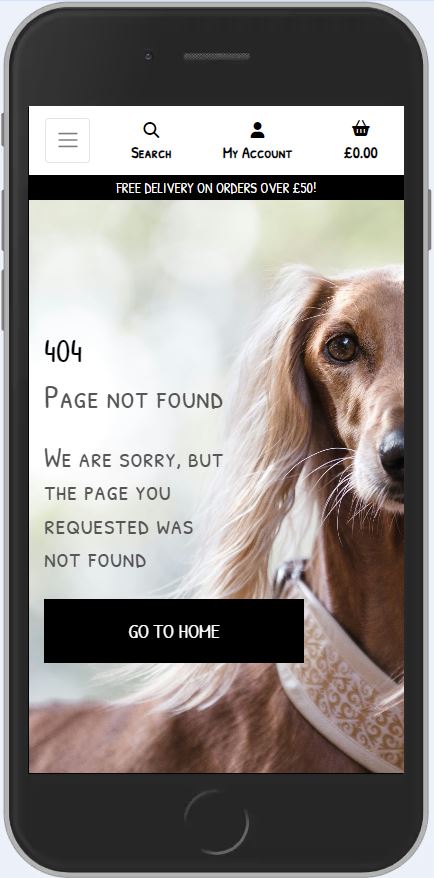 Search
My Account
£0.00
FREE DELIVERY ON ORDERS OVER £50!
404
Page not found
We are sorry, but
the page you
requested was
not found
GO TO HOME